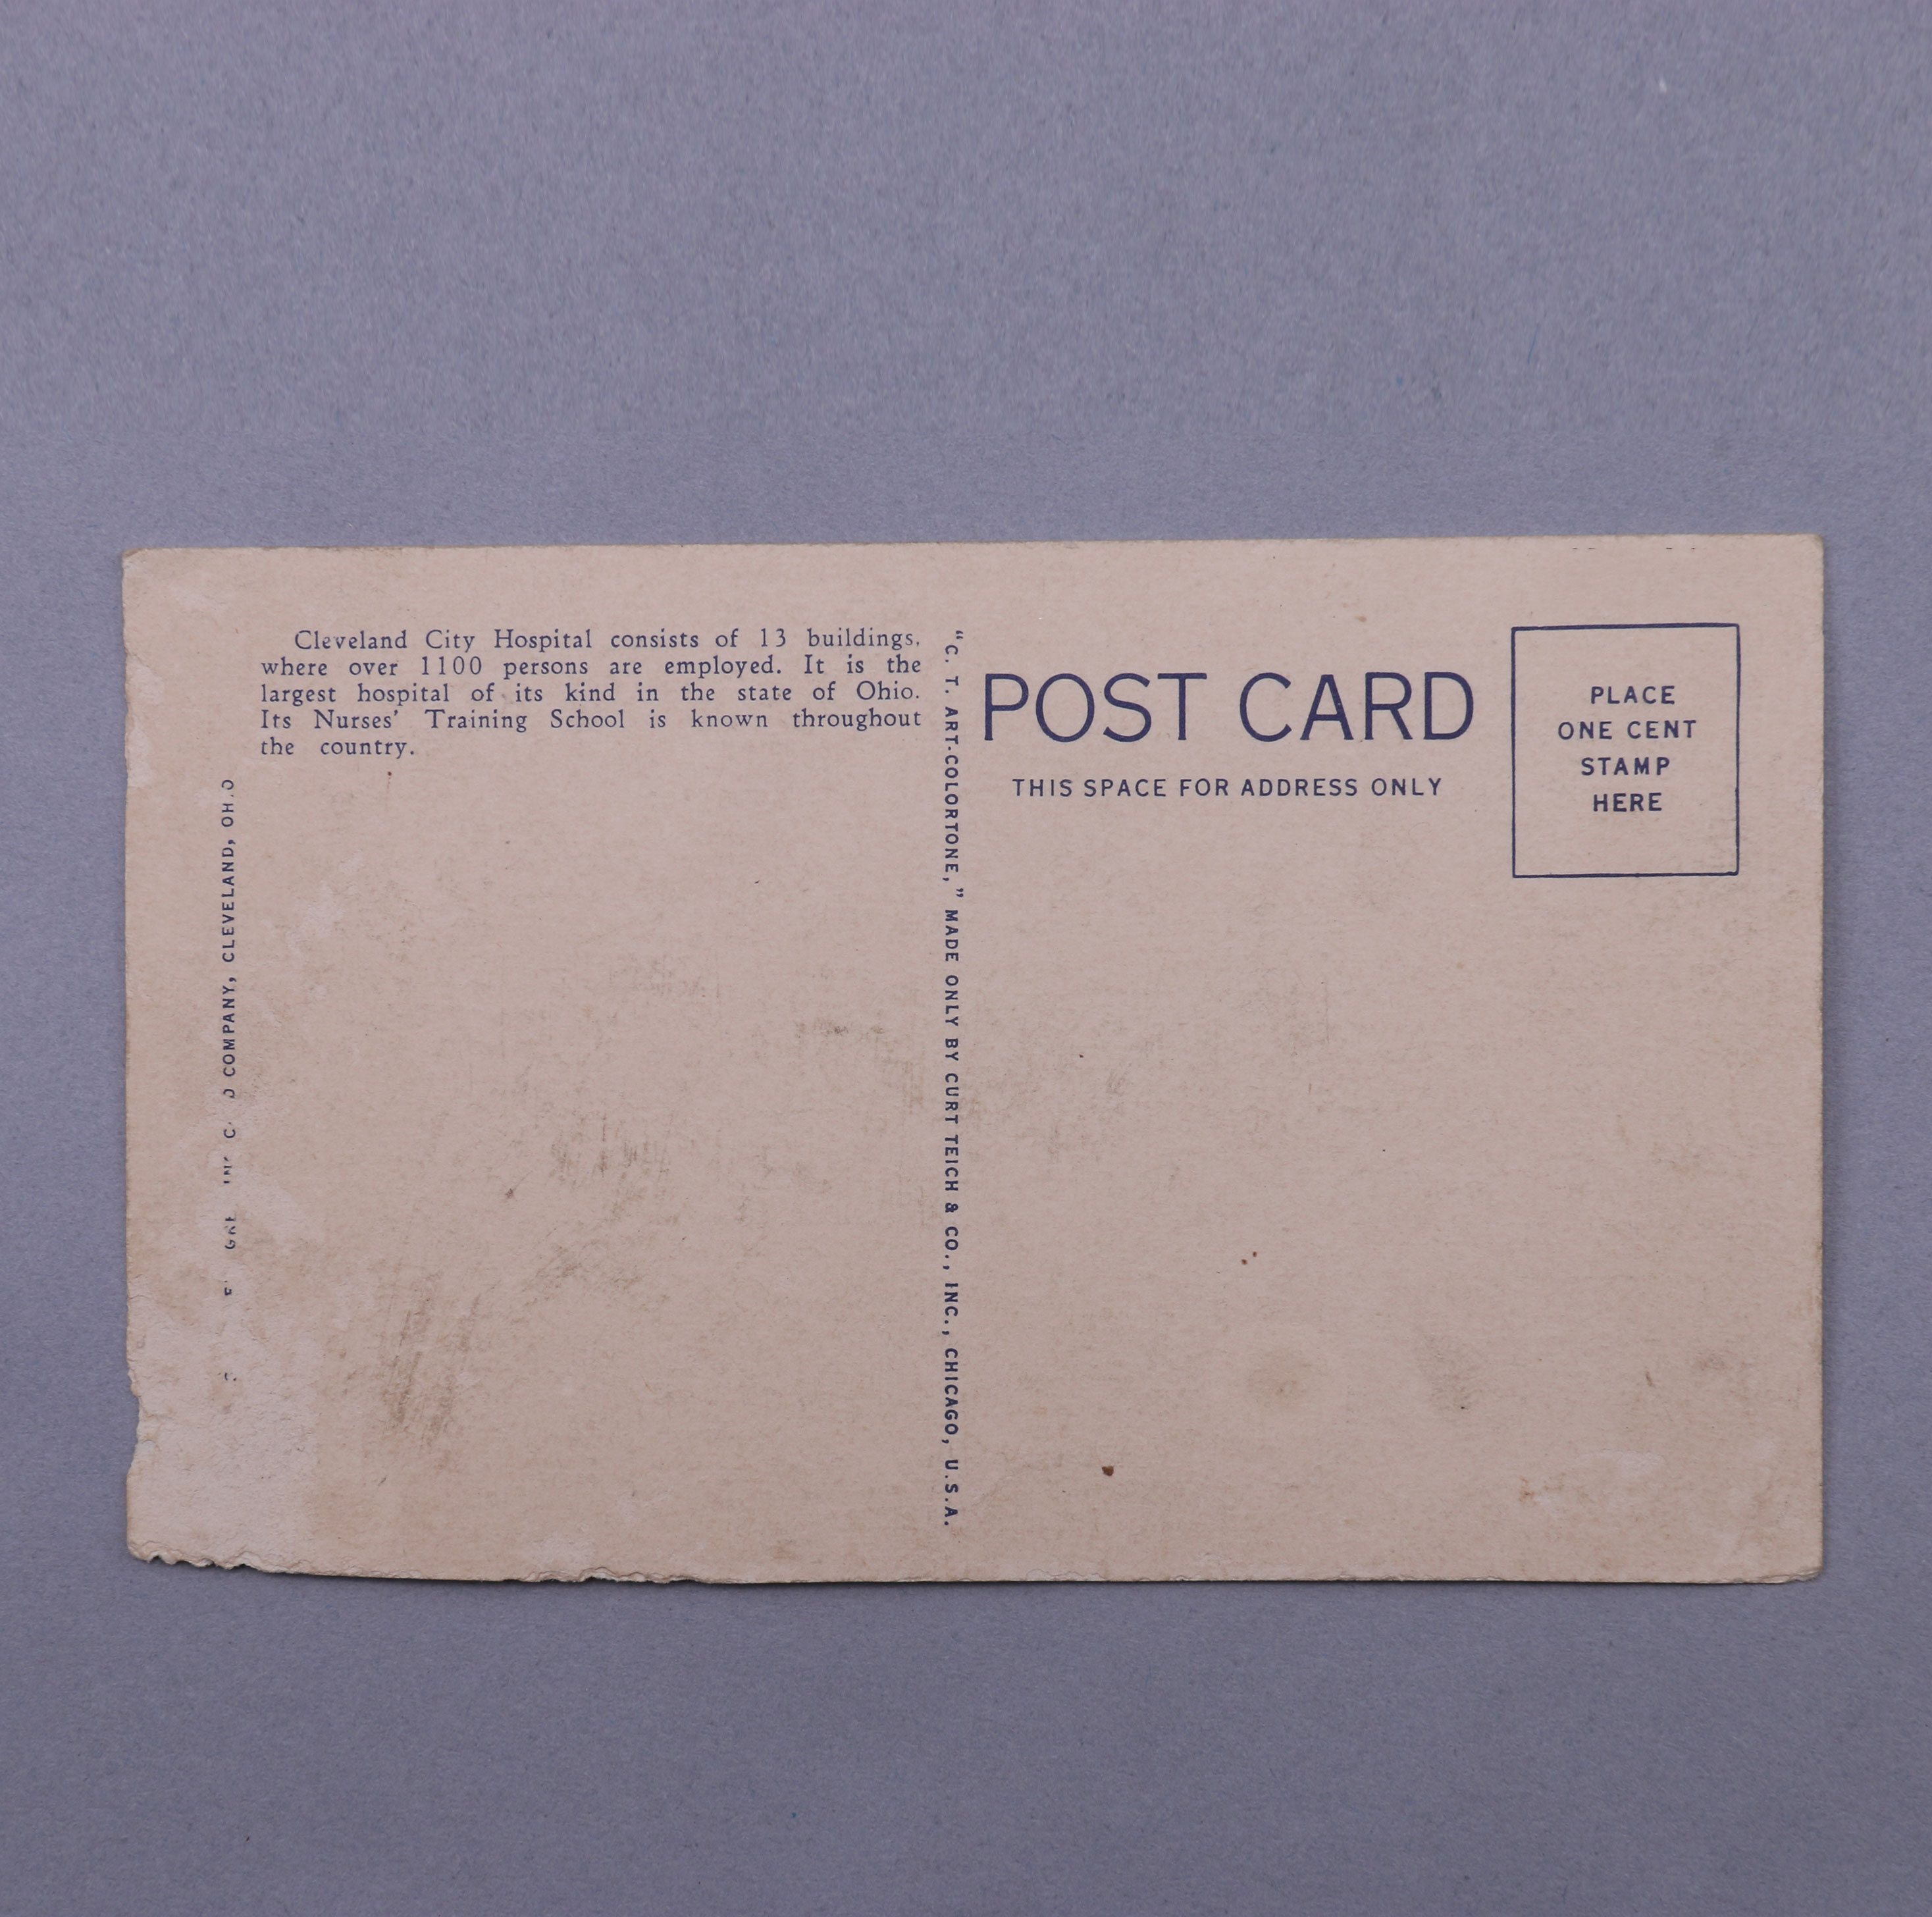 Cleveland City Hospital consists of 13 buildings,
where over 1100 persons are employed. It is the
largest hospital of its kind in the state of Ohio.
Its Nurses' Training School is known throughout
the country.
COMPANY, CLEVELAND, OHIO
"C. T. ART-COLORTONE," MADE ONLY BY CURT TEICH & CO., INC., CHICAGO, U.S.A.
POST CARD
THIS SPACE FOR ADDRESS ONLY
PLACE
ONE CENT
STAMP
HERE